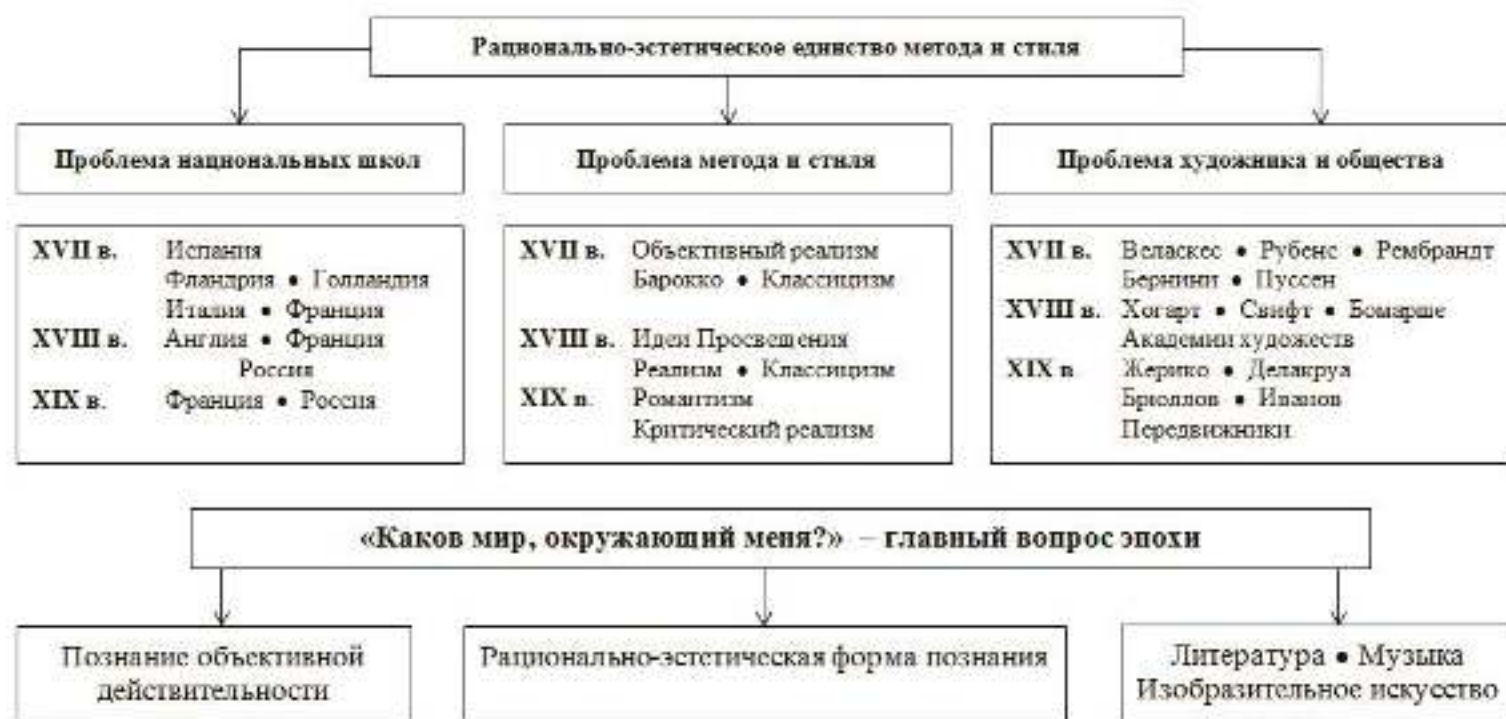 Рационально-эстетическое единство метода и стиля
Проблема национальных школ
XVII в. Испания
Фландрия • Голландия
Италия • Франция
XVIII в. Англия • Франция
Россия
XIX в. Франция • Россия
Проблема метода и стиля
XVII в. Объективный реализм
Барокко • Классицизм
XVIII в. Идеи Просвещения
Реализм • Классицизм
XIX в. Романтизм
Критический реализм
Проблема художника и общества
XVII в. Веласкес • Рубенс • Рембрандт
Бернини • Пуссен
XVIII в. Хогарт • Свифт • Бомарше
Академии художеств
XIX в Жерико • Делакруа
Брюллов • Иванов
Передвижники
«Каков мир, окружающий меня?» – главный вопрос эпохи
Познание объективной
действительности
Рационально-эстетическая форма познания
Литература • Музыка
Изобразительное искусство